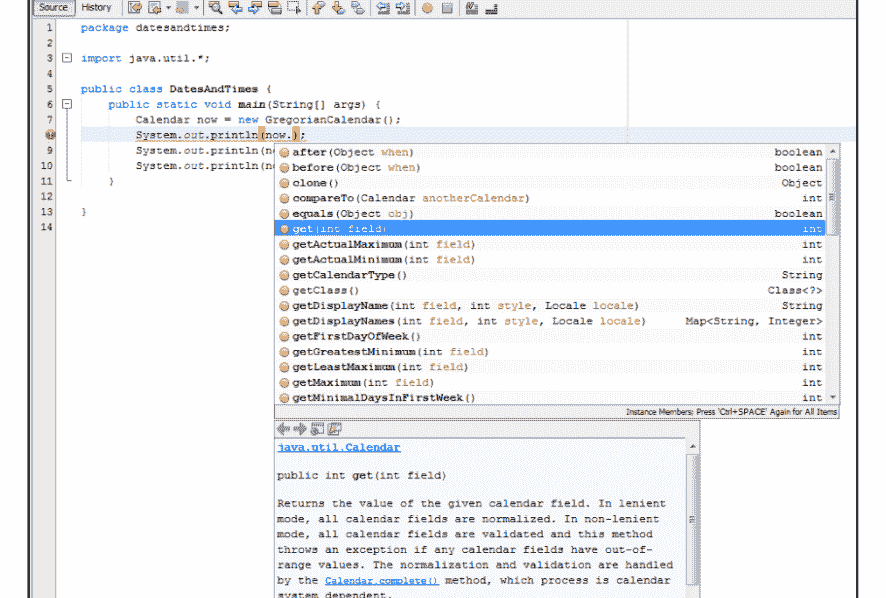 Source History
1 package datesandtimes;
2
3 import java.util.*;
4
5 public class DatesAndTimes {
6 public static void main(String[] args) {
7 Calendar now = new GregorianCalendar();
System.out.println(now.);
9 System.out.println(n
10 System.out.println(n
11 }
12
13 }
14
after(Object when) boolean
before(Object when) boolean
clone() Object
compareTo(Calendar anotherCalendar) int
equals(Object obj) boolean
get(int field) int
getActualMaximum(int field) int
getActualMinimum(int field) int
getCalendarType() String
getClass() Class<?>
getDisplayName(int field, int style, Locale locale) String
getDisplayNames(int field, int style, Locale locale) Map<String, Integer>
getFirstDayOfWeek() int
getGreatestMinimum(int field) int
getLeastMaximum(int field) int
getMaximum(int field) int
getMinimalDaysInFirstWeek() int
Instance Members; Press 'Ctrl+SPACE' Again for All Items
java.util.Calendar
public int get(int field)
Returns the value of the given calendar field. In lenient
mode, all calendar fields are normalized. In non-lenient
mode, all calendar fields are validated and this method
throws an exception if any calendar fields have out-of-
range values. The normalization and validation are handled
by the Calendar.complete() method, which process is calendar
system dependent.